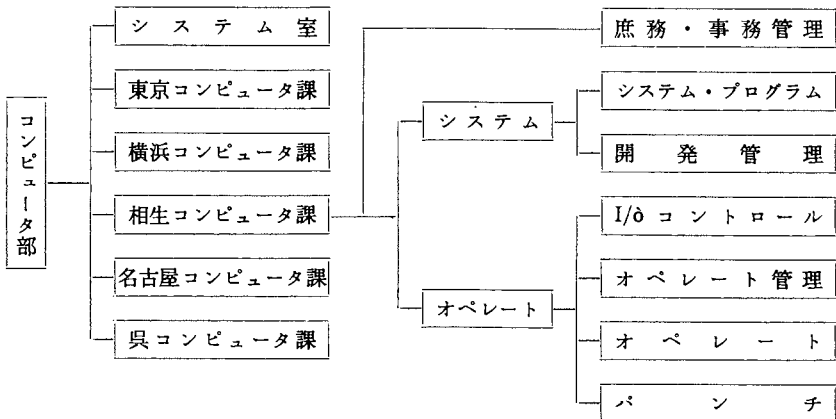 コンピュータ部
システム室
東京コンピュータ課
横浜コンピュータ課
相生コンピュータ課
名古屋コンピュータ課
呉コンピュータ課
システム
オペレート
庶務・事務管理
システム・プログラム
開発管理
I/Oコントロール
オペレート管理
オペレート
パンチ